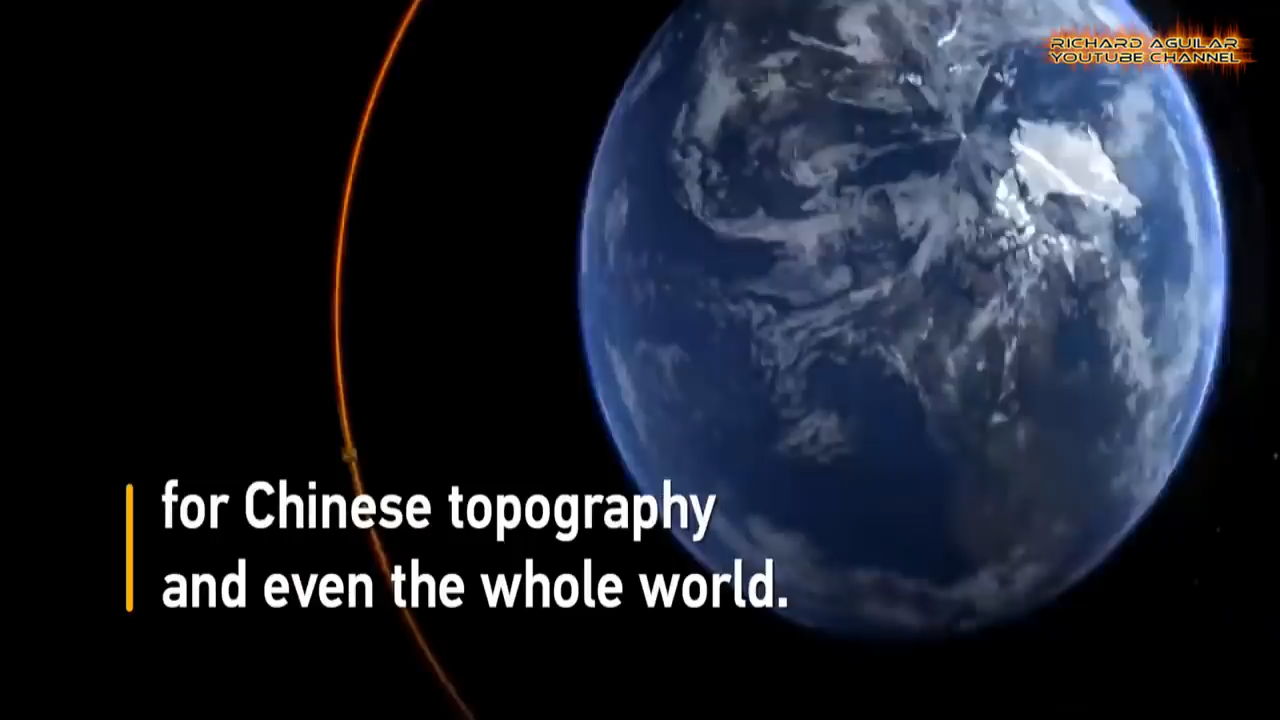 RICHARD AGUILAR
YOUTUBE CHANNEL
for Chinese topography
and even the whole world.